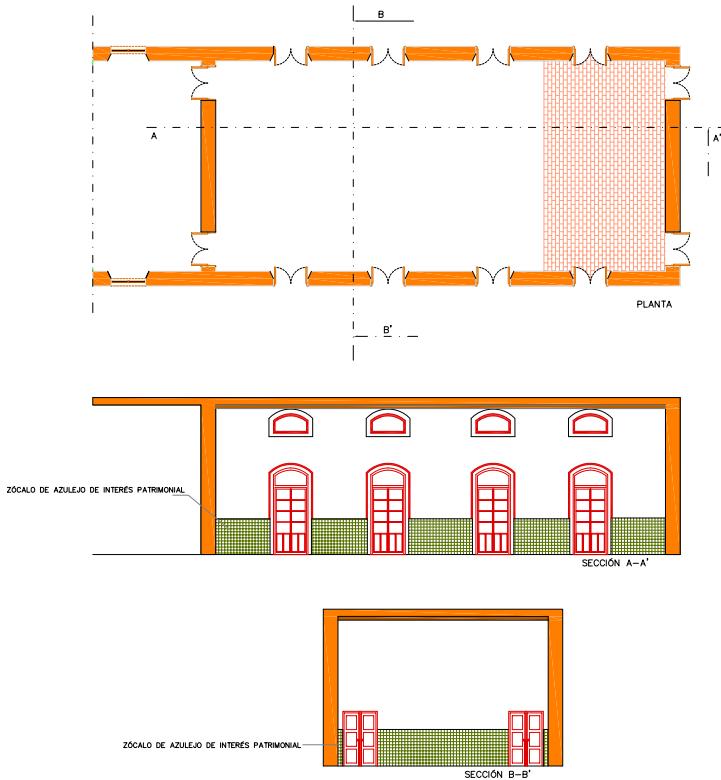 B
A
A'
B'
PLANTA
ZÓCALO DE AZULEJO DE INTERÉS PATRIMONIAL
SECCIÓN A-A'
ZÓCALO DE AZULEJO DE INTERÉS PATRIMONIAL
SECCIÓN B-B'